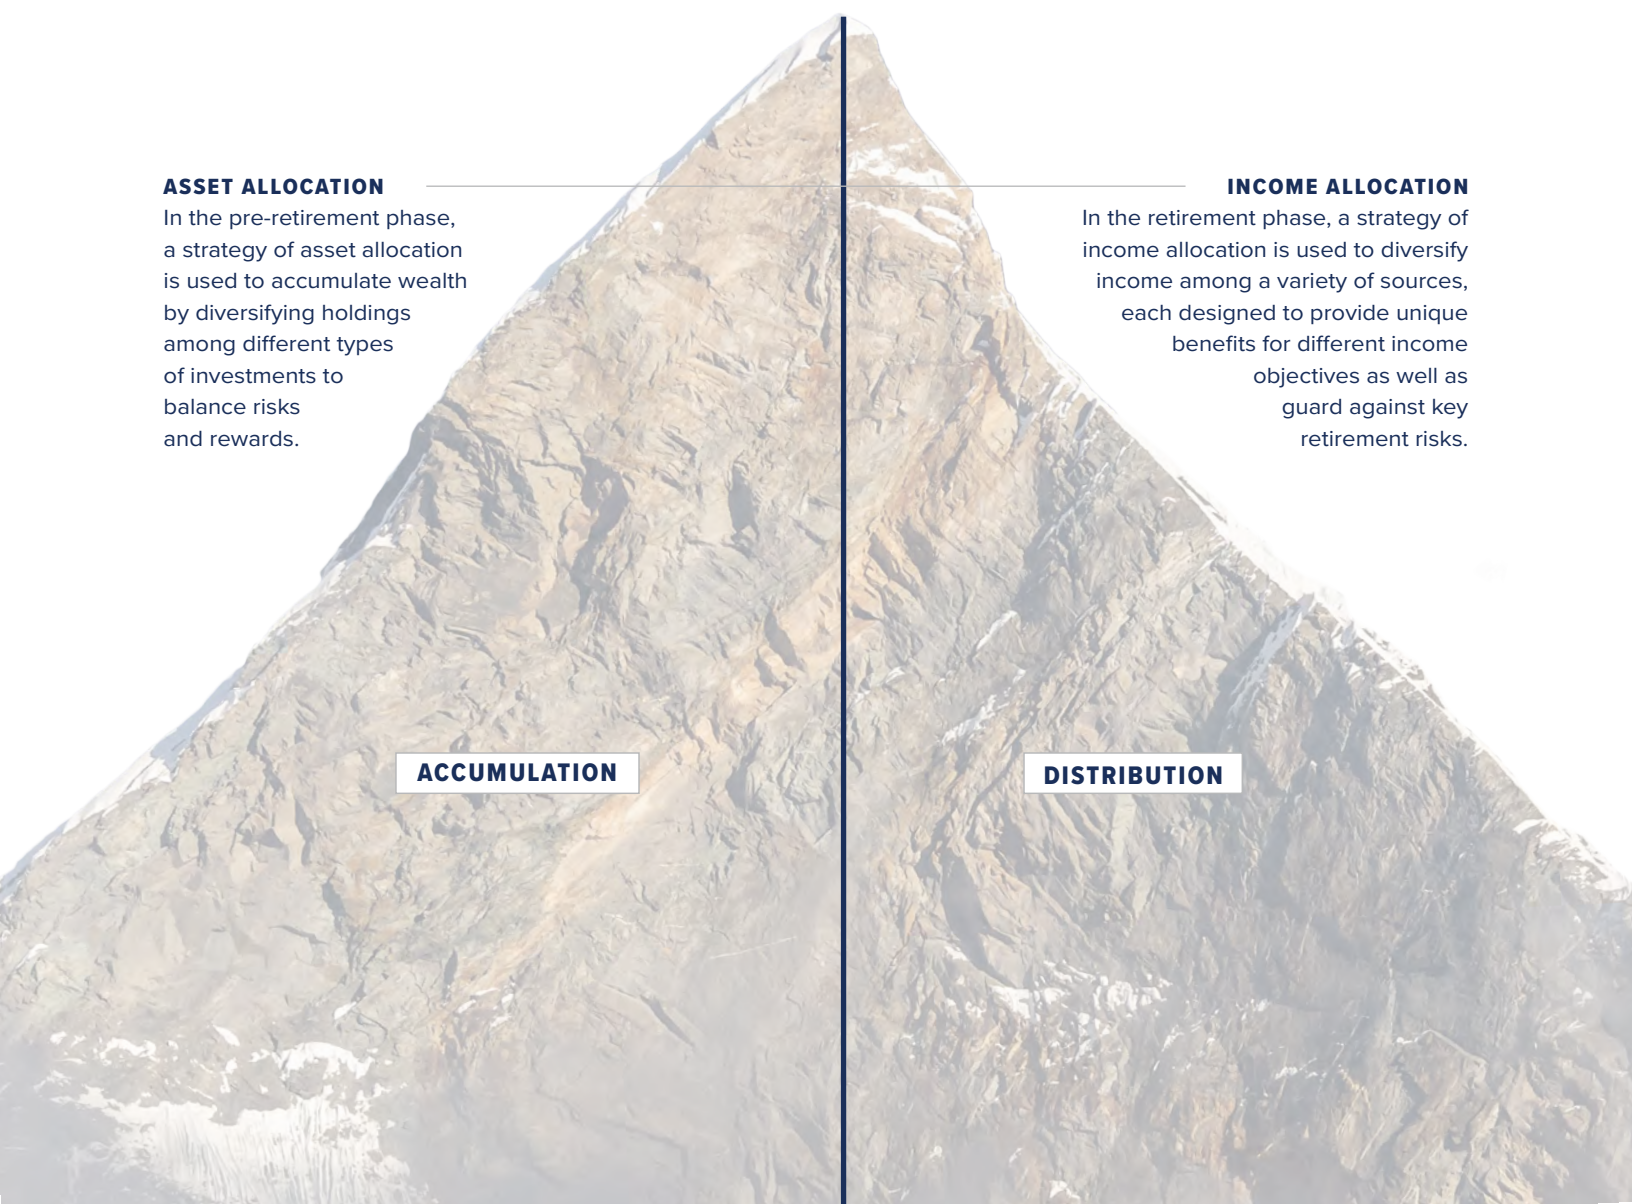 ASSET ALLOCATION
In the pre-retirement phase,
a strategy of asset allocation
is used to accumulate wealth
by diversifying holdings
among different types
of investments to
balance risks
and rewards.
INCOME ALLOCATION
In the retirement phase, a strategy of
income allocation is used to diversify
income among a variety of sources,
each designed to provide unique
benefits for different income
objectives as well as
guard against key
retirement risks.
ACCUMULATION
DISTRIBUTION